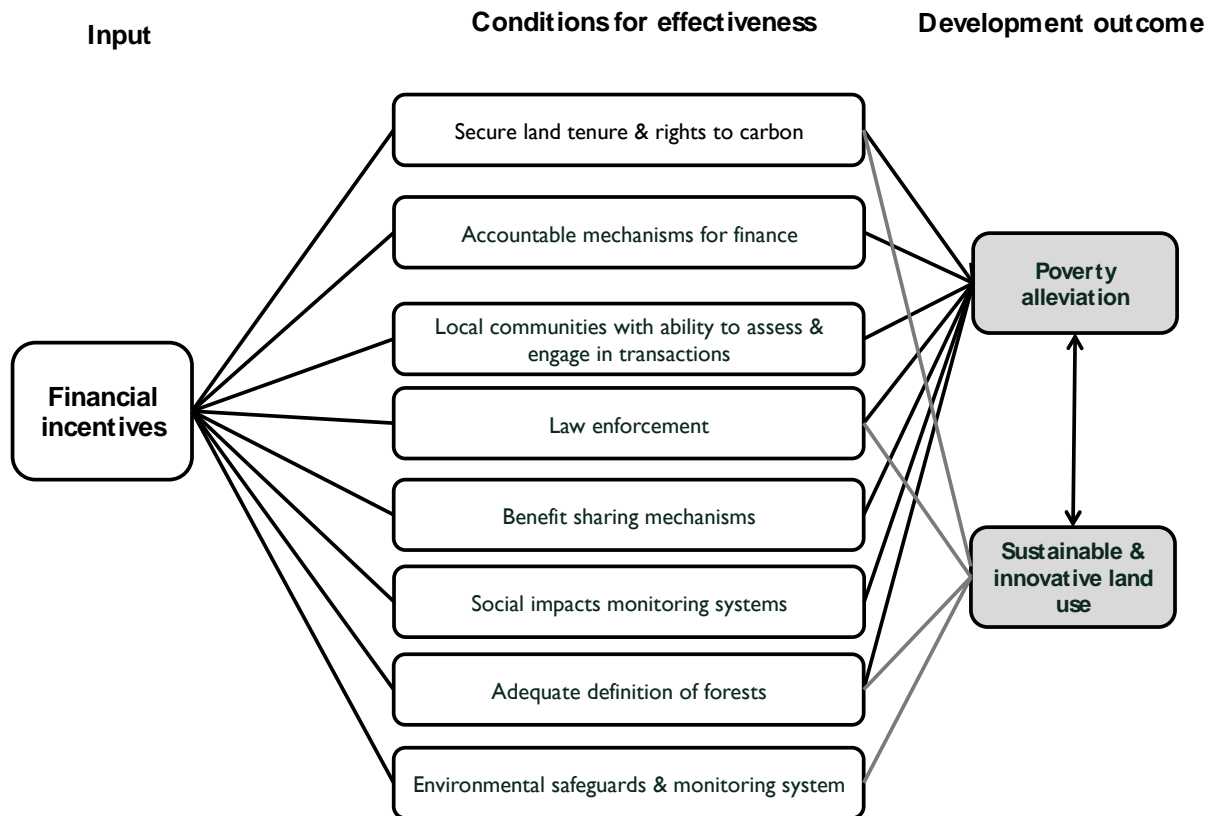 Input
Conditions for effectiveness
Development outcome
Secure land tenure & rights to carbon
Accountable mechanisms for finance
Poverty
alleviation
Local communities with ability to assess &
engage in transactions
Financial
incentives
Law enforcement
Benefit sharing mechanisms
Sustainable &
innovative land
use
Social impacts monitoring systems
Adequate definition of forests
Environmental safeguards & monitoring system